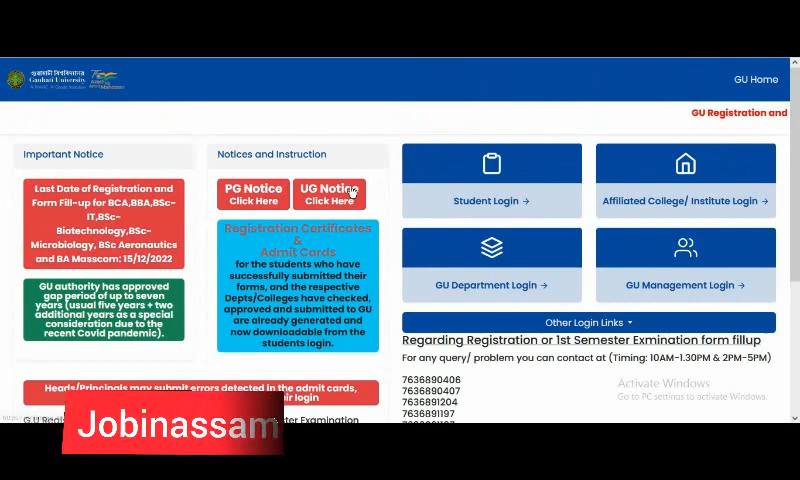 গুৱাহাটী বিশ্ববিদ্যালয়
Gauhati University
GU Home
GU Registration and
Important Notice
Last Date of Registration and
Form Fill-up for BCA,BBA,BSc-
IT,BSc-
Biotechnology,BSc-
Microbiology, BSc Aeronautics
and BA Masscom: 15/12/2022
GU authority has approved
gap period of up to seven
years (usual five years + two
additional years as a special
consideration due to the
recent Covid pandemic).
Notices and Instruction
PG Notice
Click Here
UG Notice
Click Here
Registration Certificates
&
Admit Cards
for the students who have
successfully submitted their
forms, and the respective
Depts/Colleges have checked,
approved and submitted to GU
are already generated and
now downloadable from the
students login.
Heads/Principals may submit errors detected in the admit cards,
login
Student Login →
Affiliated College/ Institute Login →
GU Department Login →
GU Management Login →
Other Login Links
Regarding Registration or 1st Semester Exmination form fillup
For any query/ problem you can contact at (Timing: 10AM-1.30PM & 2PM-5PM)
7636890406
7636890407
7636891204
7636891197
Activate Windows
Go to PC settings to activate Windows.
Jobinassam